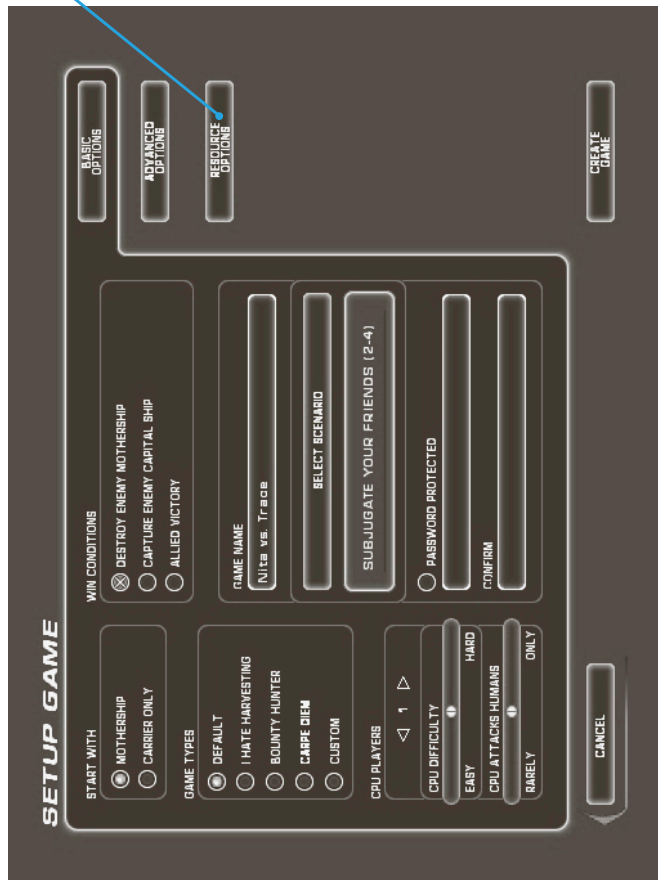 SETUP GAME
START WITH
MOTHERSHIP
CARRIER ONLY
GAME TYPES
DEFAULT
I HATE HARVESTING
BOUNTY HUNTER
CARPE DIEM
CUSTOM
CPU PLAYERS
1
CPU DIFFICULTY
EASY HARD
CPU ATTACKS HUMANS
RARELY ONLY
WIN CONDITIONS
DESTROY ENEMY MOTHERSHIP
CAPTURE ENEMY CAPITAL SHIP
ALLIED VICTORY
GAME NAME
Nita vs. Trace
SELECT SCENARIO
SUBJUGATE YOUR FRIENDS (2-4)
PASSWORD PROTECTED
CONFIRM
BASIC
OPTIONS
ADVANCED
OPTIONS
RESOURCE
OPTIONS
CANCEL
CREATE
GAME